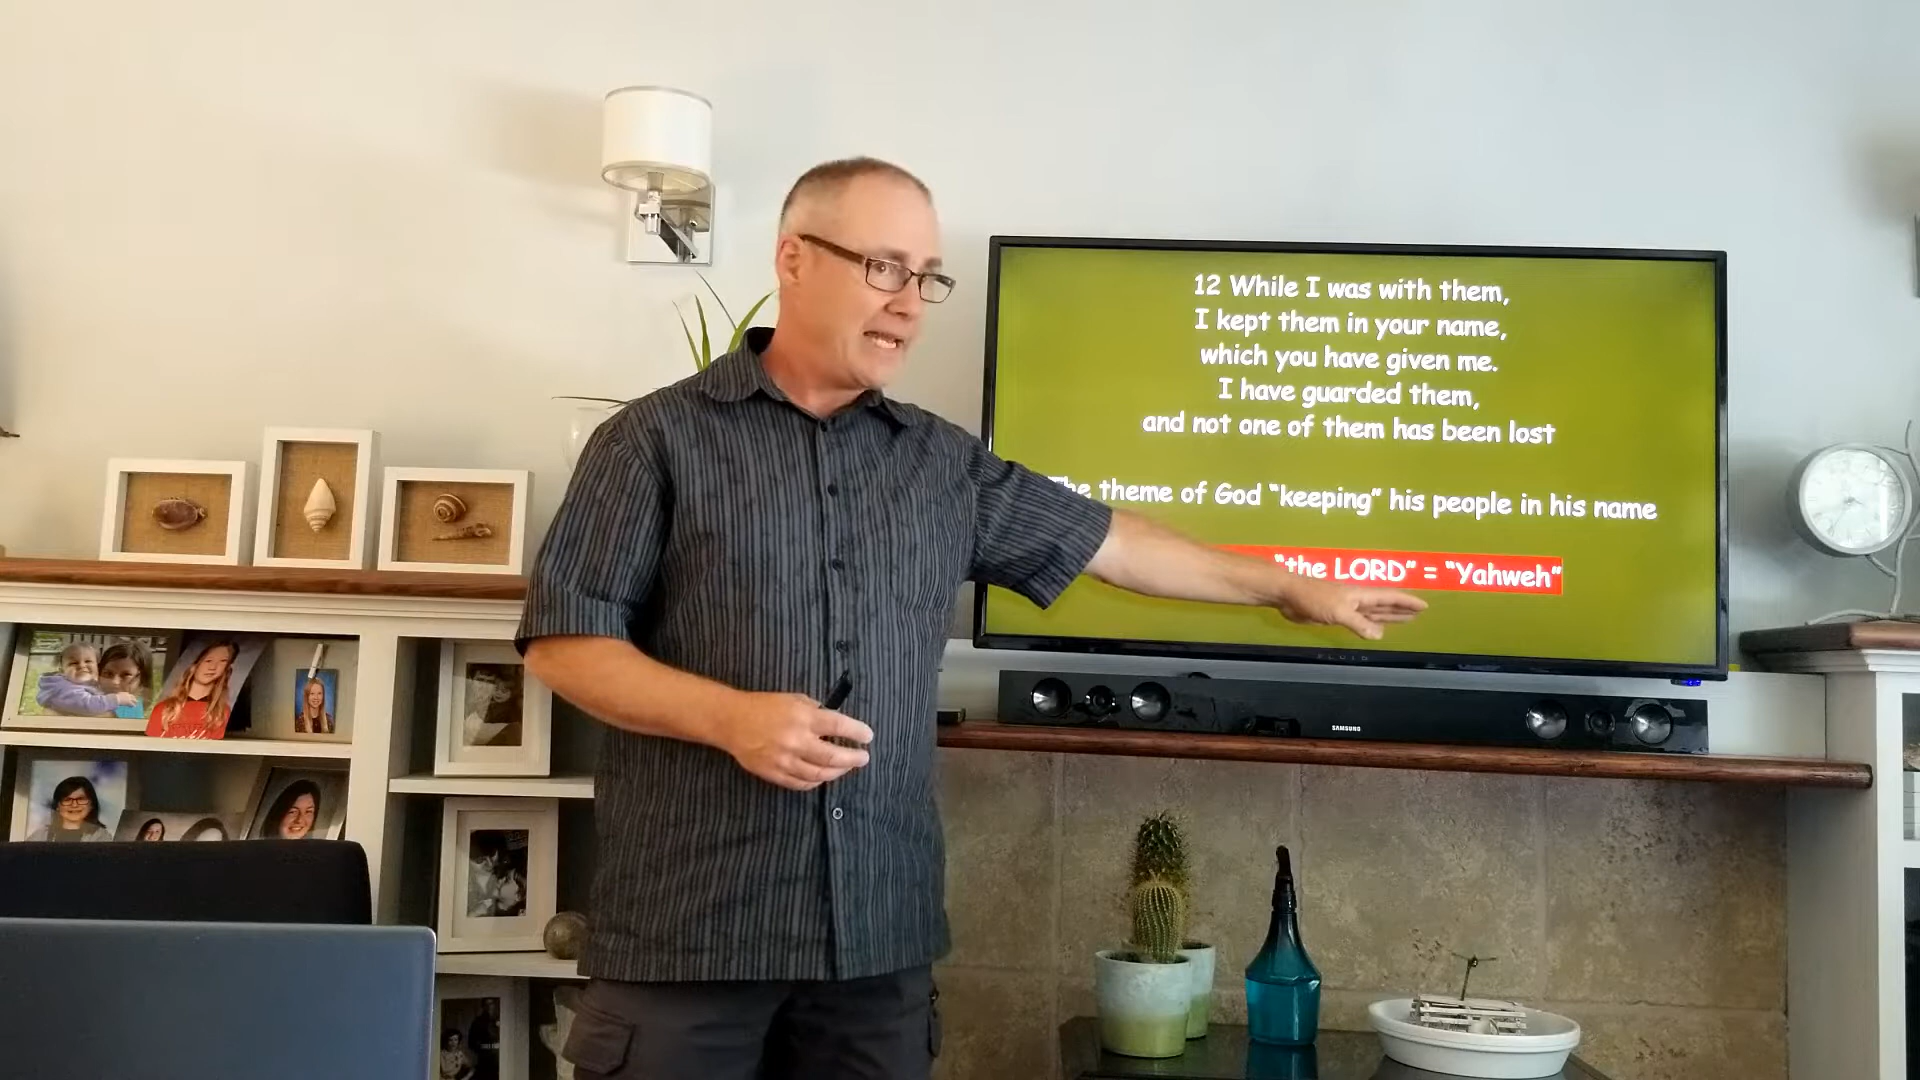 12 While I was with them,
I kept them in your name,
which you have given me.
I have guarded them,
and not one of them has been lost
The theme of God “keeping” his people in his name
“the LORD” = “Yahweh”
FLUID
SAMSUNG